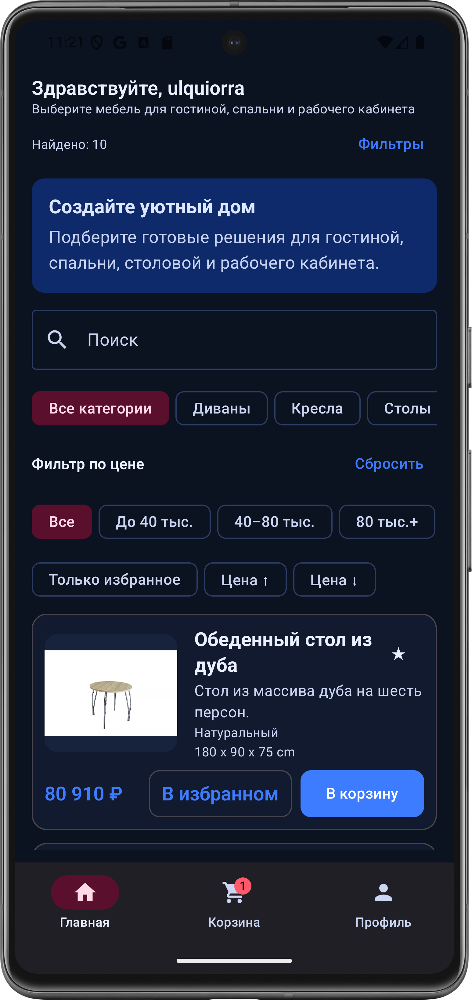 11:21
Здравствуйте, ulquiorra
Выберите мебель для гостиной, спальни и рабочего кабинета
Найдено: 10
Фильтры
Создайте уютный дом
Подберите готовые решения для гостиной,
спальни, столовой и рабочего кабинета.
Поиск
Все категории
Диваны
Кресла
Столы
Фильтр по цене
Сбросить
Все
До 40 тыс.
40–80 тыс.
80 тыс.+
Только избранное
Цена ↑
Цена ↓
Обеденный стол из
дуба
Стол из массива дуба на шесть
персон.
Натуральный
180 x 90 x 75 cm
80 910 ₽
В избранном
В корзину
1
Главная
Корзина
Профиль